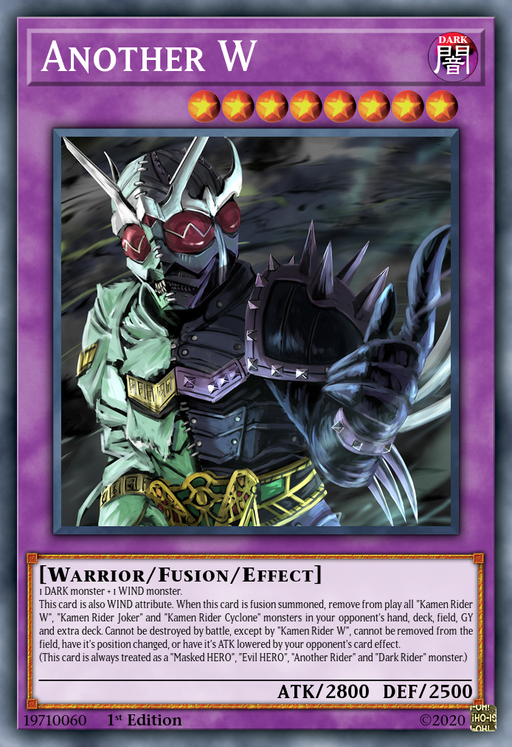 Another W
DARK
闇
[Warrior/Fusion/Effect]
1 DARK monster + 1 WIND monster.
This card is also WIND attribute. When this card is fusion summoned, remove from play all "Kamen Rider
W", "Kamen Rider Joker" and "Kamen Rider Cyclone" monsters in your opponent's hand, deck, field, GY
and extra deck. Cannot be destroyed by battle, except by "Kamen Rider W", cannot be removed from the
field, have it's position changed, or have it's ATK lowered by your opponent's card effect.
(This card is always treated as a "Masked HERO", "Evil HERO", "Another Rider" and "Dark Rider" monster.)
ATK/2800 DEF/2500
19710060 1st Edition ©2020